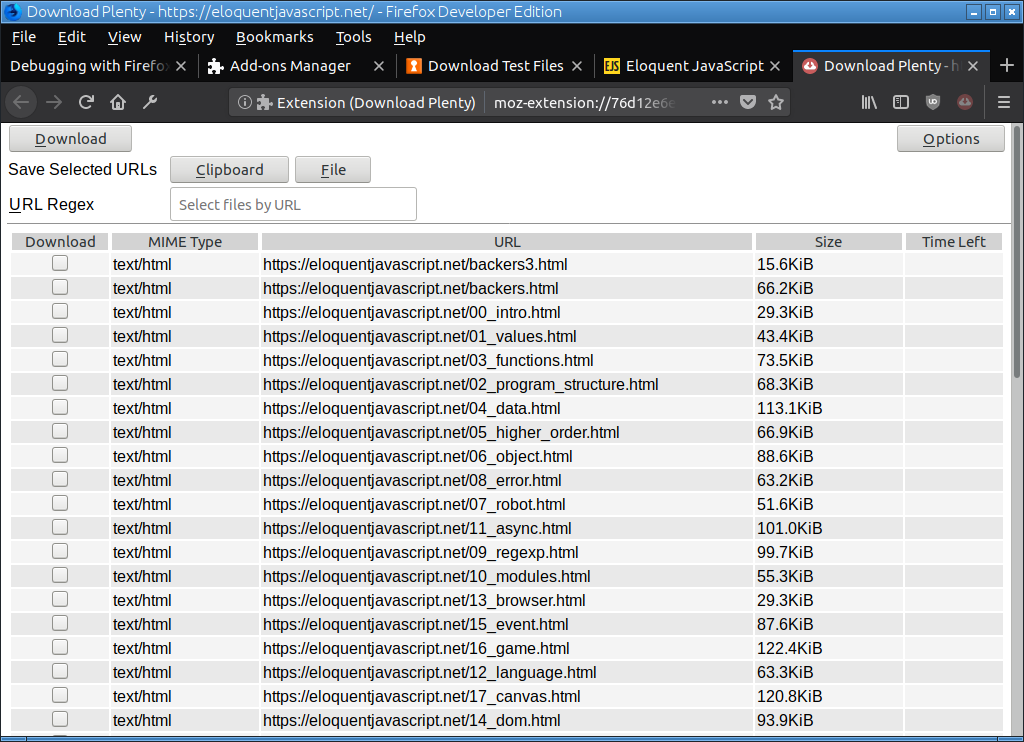 Download Plenty - https://eloquentjavascript.net/ - Firefox Developer Edition
File Edit View History Bookmarks Tools Help
Debugging with Firefox Add-ons Manager Download Test Files Eloquent JavaScript Download Plenty - h
Extension (Download Plenty) moz-extension://76d12e6e
Download Options
Save Selected URLs Clipboard File
URL Regex Select files by URL
Download MIME Type URL Size Time Left
text/html https://eloquentjavascript.net/backers3.html 15.6KiB
text/html https://eloquentjavascript.net/backers.html 66.2KiB
text/html https://eloquentjavascript.net/00_intro.html 29.3KiB
text/html https://eloquentjavascript.net/01_values.html 43.4KiB
text/html https://eloquentjavascript.net/03_functions.html 73.5KiB
text/html https://eloquentjavascript.net/02_program_structure.html 68.3KiB
text/html https://eloquentjavascript.net/04_data.html 113.1KiB
text/html https://eloquentjavascript.net/05_higher_order.html 66.9KiB
text/html https://eloquentjavascript.net/06_object.html 88.6KiB
text/html https://eloquentjavascript.net/08_error.html 63.2KiB
text/html https://eloquentjavascript.net/07_robot.html 51.6KiB
text/html https://eloquentjavascript.net/11_async.html 101.0KiB
text/html https://eloquentjavascript.net/09_regexp.html 99.7KiB
text/html https://eloquentjavascript.net/10_modules.html 55.3KiB
text/html https://eloquentjavascript.net/13_browser.html 29.3KiB
text/html https://eloquentjavascript.net/15_event.html 87.6KiB
text/html https://eloquentjavascript.net/16_game.html 122.4KiB
text/html https://eloquentjavascript.net/12_language.html 63.3KiB
text/html https://eloquentjavascript.net/17_canvas.html 120.8KiB
text/html https://eloquentjavascript.net/14_dom.html 93.9KiB